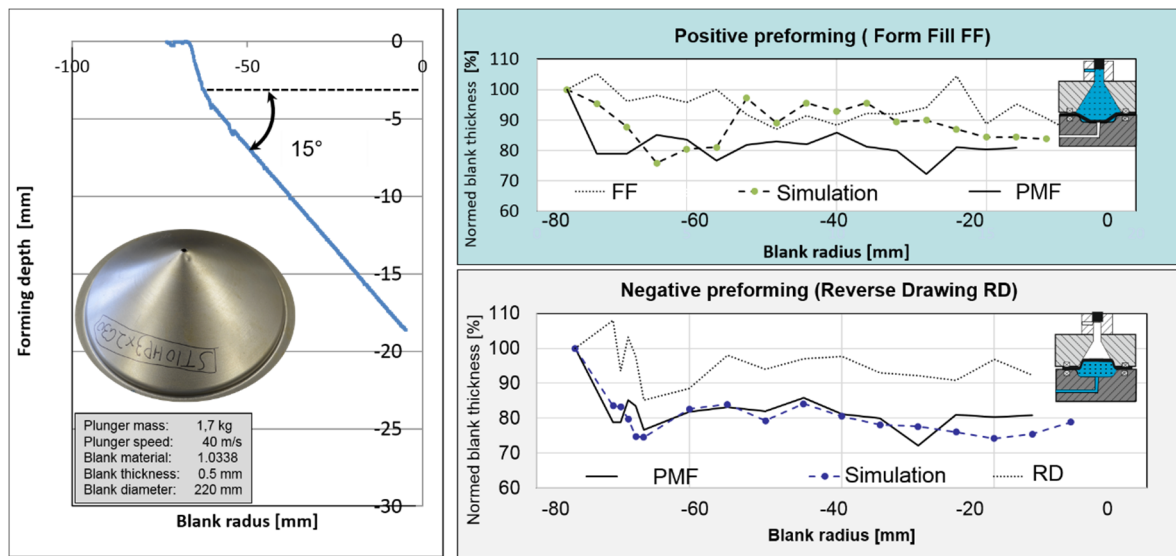 -100
-50
0
0
-5
-10
-15
-20
-25
-30
15°
Forming depth [mm]
Blank radus [mm]
ST10HP3x2G30
Plunger mass: 1,7 kg
Plunger speed: 40 m/s
Blank material: 1.0338
Blank thickness: 0.5 mm
Blank diameter: 220 mm
Positive preforming ( Form Fill FF)
Normed blank thickness [%]
110
100
90
80
70
60
FF
Simulation
PMF
-80
-60
-40
-20
0
Blank radius [mm]
Negative preforming (Reverse Drawing RD)
Normed blank thickness [%]
110
100
90
80
70
60
PMF
Simulation
RD
-80
-60
-40
-20
0
Blank radius [mm]